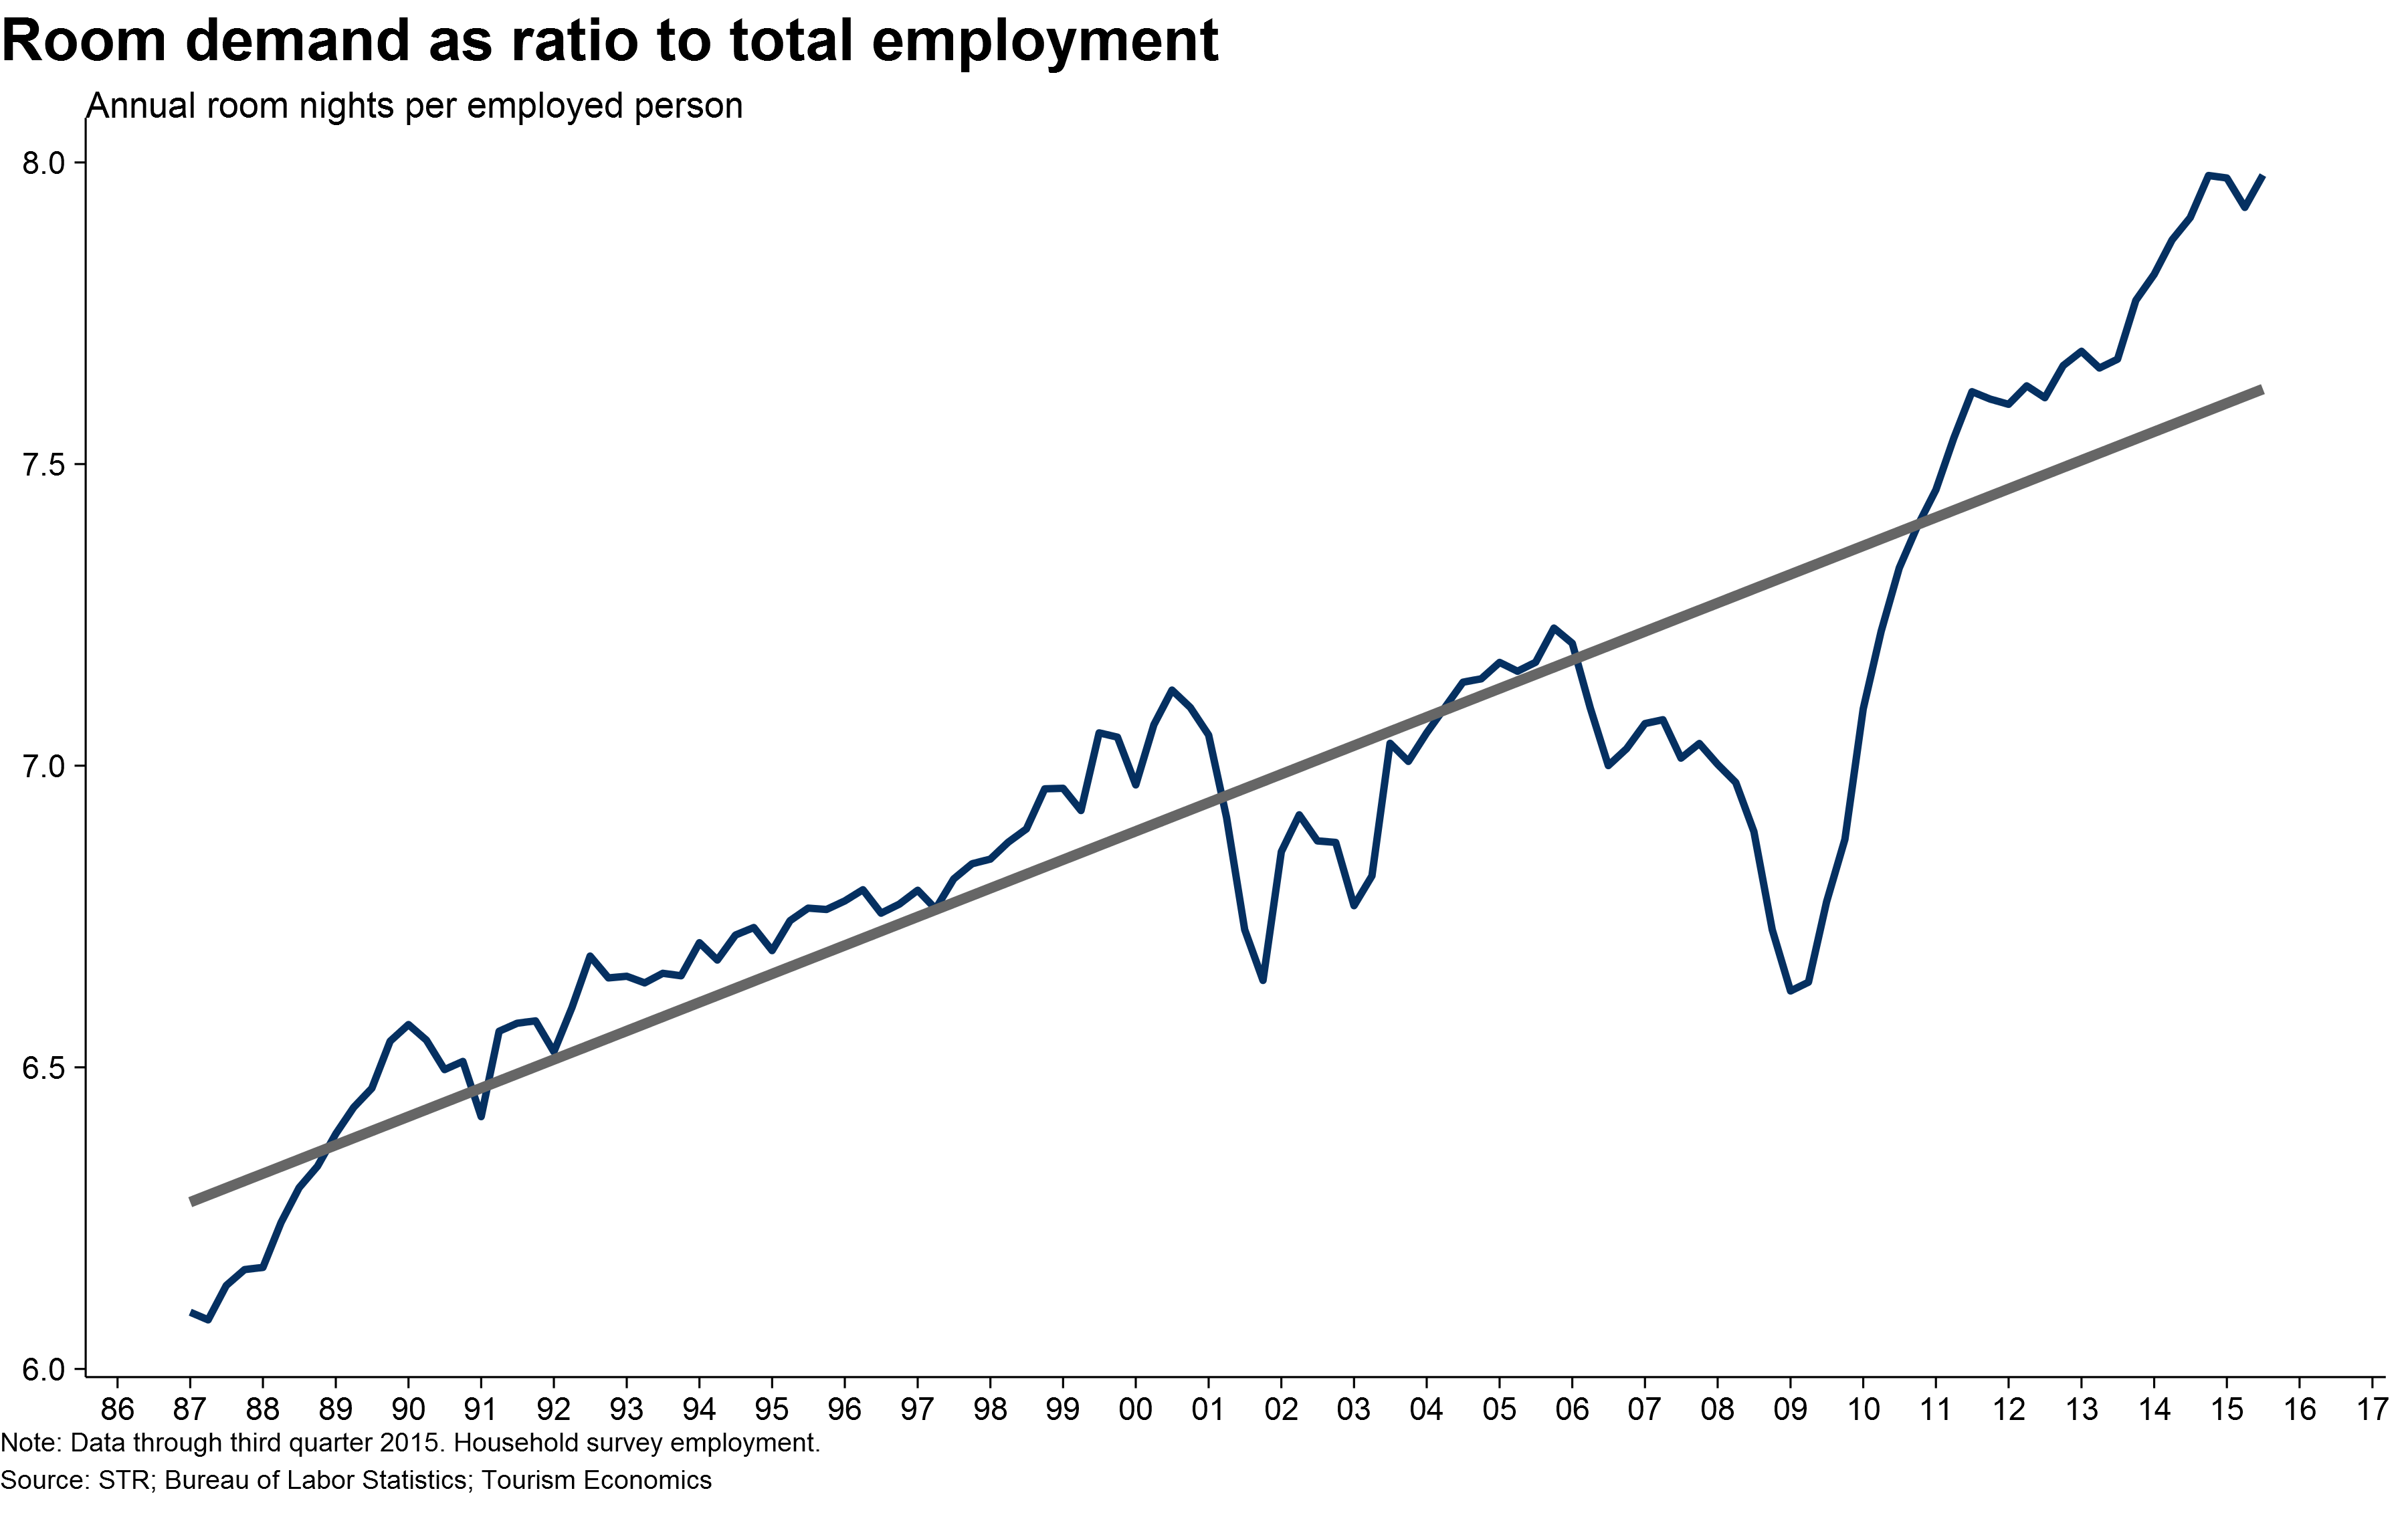 Room demand as ratio to total employment
Annual room nights per employed person
8.0
7.5
7.0
6.5
6.0
86 87 88 89 90 91 92 93 94 95 96 97 98 99 00 01 02 03 04 05 06 07 08 09 10 11 12 13 14 15 16 17
Note: Data through third quarter 2015. Household survey employment.
Source: STR; Bureau of Labor Statistics; Tourism Economics